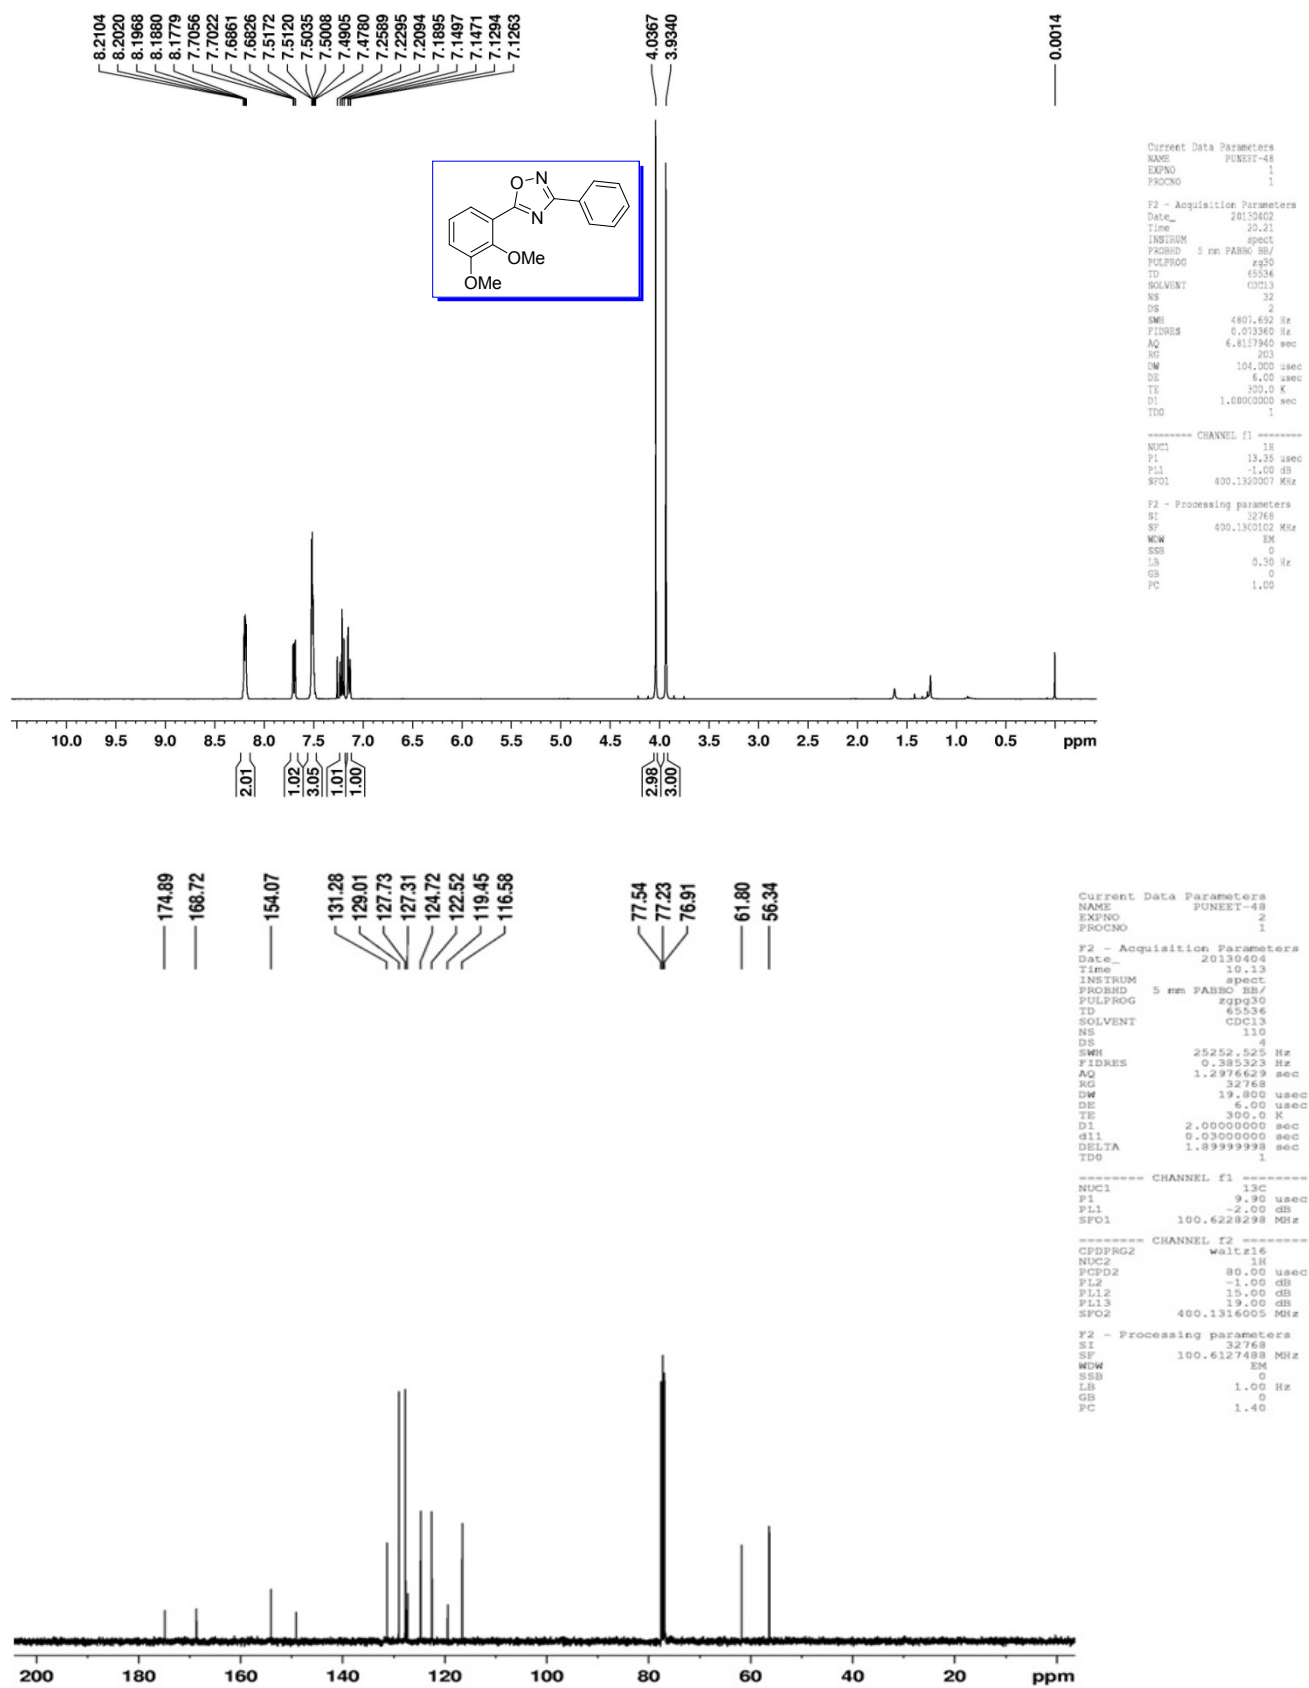 8.2104
8.2020
8.1968
8.1880
8.1779
7.7056
7.7022
7.6861
7.6826
7.5172
7.5120
7.5035
7.5008
7.4905
7.4780
7.2589
7.2295
7.2094
7.1895
7.1497
7.1471
7.1294
7.1263
4.0367
3.9340
0.0014
O N
N
OMe
OMe
Current Data Parameters
NAME PUNEET-48
EXPNO 1
PROCNO 1
F2 - Acquisition Parameters
Date_ 20130402
Time 20.21
INSTRUM spect
PROBHD 5 mm PABBO BB/
PULPROG zg30
TD 65536
SOLVENT CDCl3
NS 32
DS 2
SWH 4807.692 Hz
FIDRES 0.073360 Hz
AQ 6.8157940 sec
RG 203
DW 104.000 usec
DE 6.00 usec
TE 300.0 K
D1 1.00000000 sec
TD0 1
======== CHANNEL f1 ========
NUC1 1H
P1 13.35 usec
PL1 -1.00 dB
SFO1 400.1320007 MHz
F2 - Processing parameters
SI 32768
SF 400.1300102 MHz
WDW EM
SSB 0
LB 0.30 Hz
GB 0
PC 1.00
10.0 9.5 9.0 8.5 8.0 7.5 7.0 6.5 6.0 5.5 5.0 4.5 4.0 3.5 3.0 2.5 2.0 1.5 1.0 0.5 ppm
2.01
1.02
3.05
1.01
1.00
2.98
3.00
174.89
168.72
154.07
131.28
129.01
127.73
127.31
124.72
122.52
119.45
116.58
77.54
77.23
76.91
61.80
56.34
Current Data Parameters
NAME PUNEET-48
EXPNO 2
PROCNO 1
F2 - Acquisition Parameters
Date_ 20130404
Time 10.13
INSTRUM spect
PROBHD 5 mm PABBO BB/
PULPROG zgpg30
TD 65536
SOLVENT CDCl3
NS 110
DS 4
SWH 25252.525 Hz
FIDRES 0.385323 Hz
AQ 1.2976629 sec
RG 32768
DW 19.800 usec
DE 6.00 usec
TE 300.0 K
D1 2.00000000 sec
d11 0.03000000 sec
DELTA 1.89999998 sec
TD0 1
======== CHANNEL f1 ========
NUC1 13C
P1 9.90 usec
PL1 -2.00 dB
SFO1 100.6228298 MHz
======== CHANNEL f2 ========
CPDPRG2 waltz16
NUC2 1H
PCPD2 80.00 usec
PL2 -1.00 dB
PL12 15.00 dB
PL13 19.00 dB
SFO2 400.1316005 MHz
F2 - Processing parameters
SI 32768
SF 100.6127488 MHz
WDW EM
SSB 0
LB 1.00 Hz
GB 0
PC 1.40
200 180 160 140 120 100 80 60 40 20 ppm